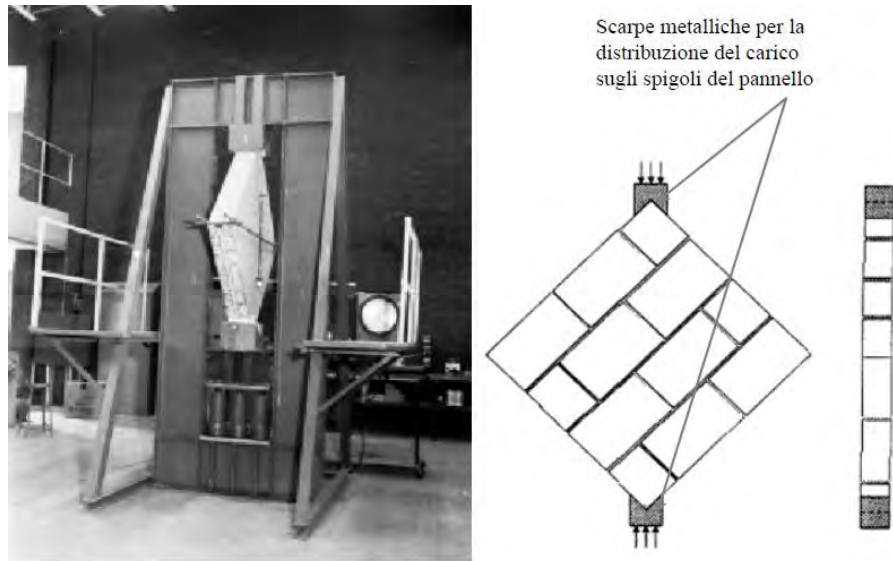 Scarpe metalliche per la
distribuzione del carico
sugli spigoli del pannello